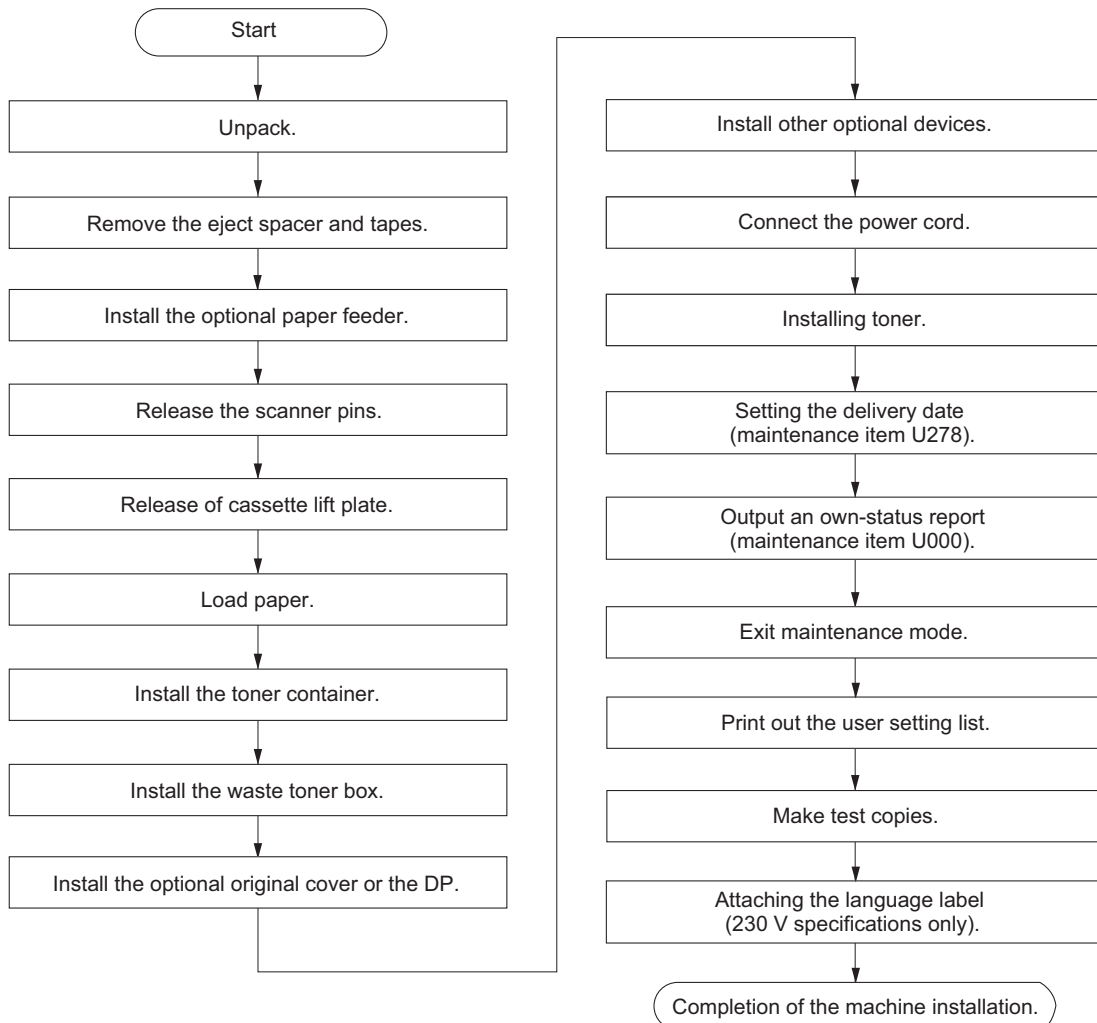 Start
Unpack.
Remove the eject spacer and tapes.
Install the optional paper feeder.
Release the scanner pins.
Release of cassette lift plate.
Load paper.
Install the toner container.
Install the waste toner box.
Install the optional original cover or the DP.
Install other optional devices.
Connect the power cord.
Installing toner.
Setting the delivery date
(maintenance item U278).
Output an own-status report
(maintenance item U000).
Exit maintenance mode.
Print out the user setting list.
Make test copies.
Attaching the language label
(230 V specifications only).
Completion of the machine installation.